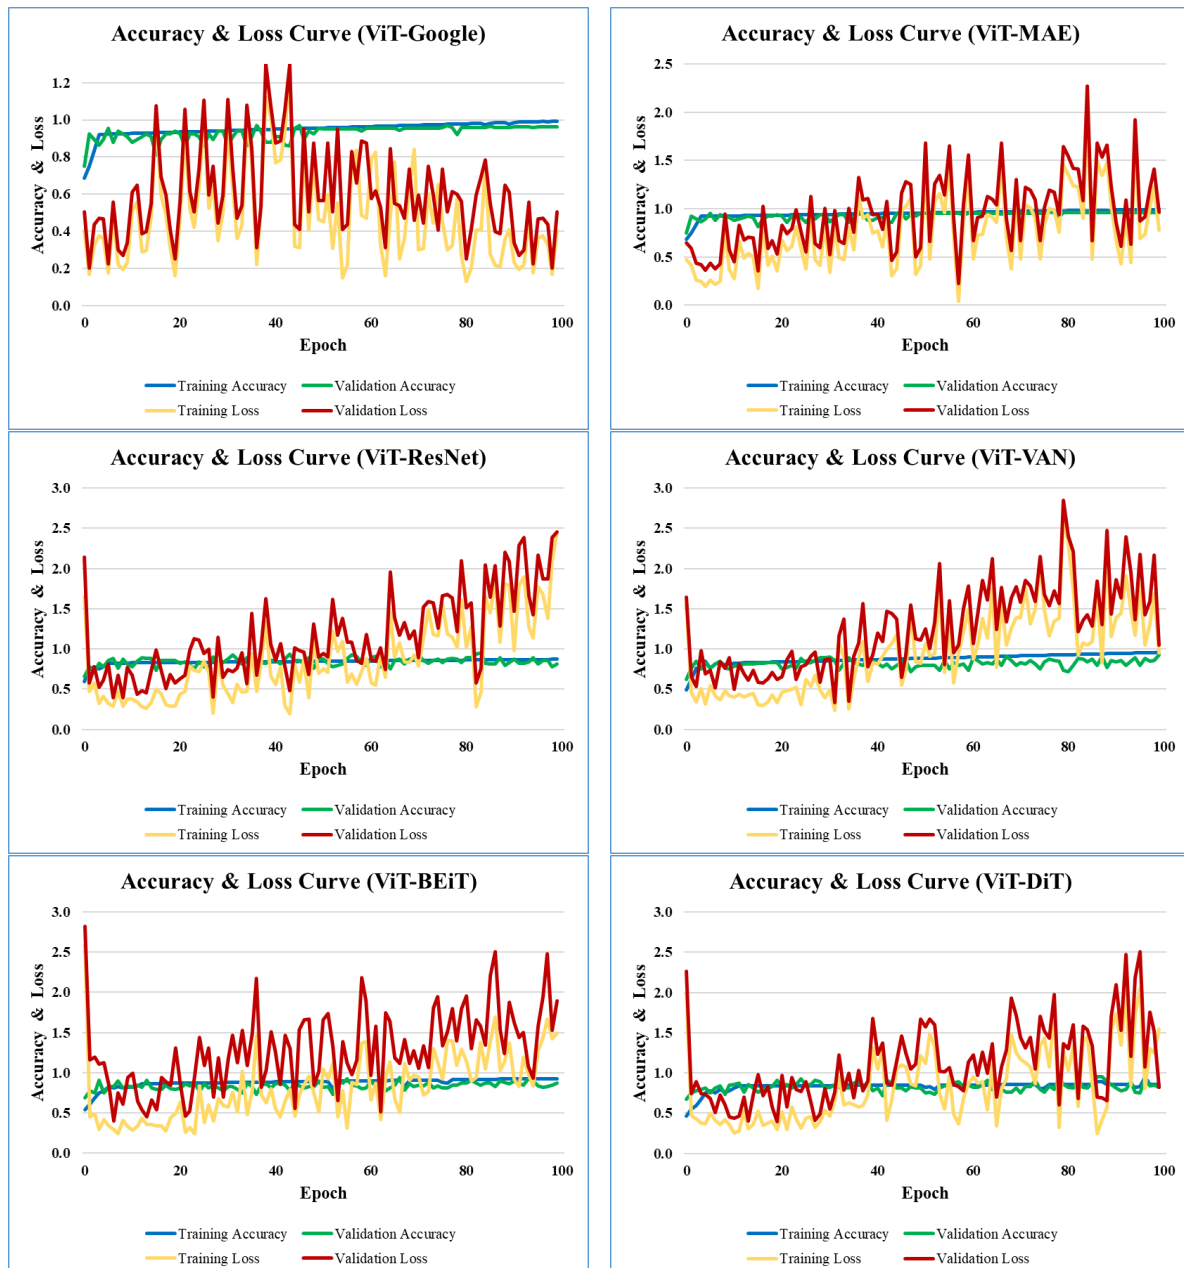 Accuracy & Loss Curve (ViT-Google)
Accuracy & Loss
1.2
1.0
0.8
0.6
0.4
0.2
0.0
0 20 40 60 80 100
Epoch
Training Accuracy Validation Accuracy
Training Loss Validation Loss
Accuracy & Loss Curve (ViT-MAE)
Accuracy & Loss
2.5
2.0
1.5
1.0
0.5
0.0
0 20 40 60 80 100
Epoch
Training Accuracy Validation Accuracy
Training Loss Validation Loss
Accuracy & Loss Curve (ViT-ResNet)
Accuracy & Loss
3.0
2.5
2.0
1.5
1.0
0.5
0.0
0 20 40 60 80 100
Epoch
Training Accuracy Validation Accuracy
Training Loss Validation Loss
Accuracy & Loss Curve (ViT-VAN)
Accuracy & Loss
3.0
2.5
2.0
1.5
1.0
0.5
0.0
0 20 40 60 80 100
Epoch
Training Accuracy Validation Accuracy
Training Loss Validation Loss
Accuracy & Loss Curve (ViT-BEiT)
Accuracy & Loss
3.0
2.5
2.0
1.5
1.0
0.5
0.0
0 20 40 60 80 100
Epoch
Training Accuracy Validation Accuracy
Training Loss Validation Loss
Accuracy & Loss Curve (ViT-DiT)
Accuracy & Loss
3.0
2.5
2.0
1.5
1.0
0.5
0.0
0 20 40 60 80 100
Epoch
Training Accuracy Validation Accuracy
Training Loss Validation Loss